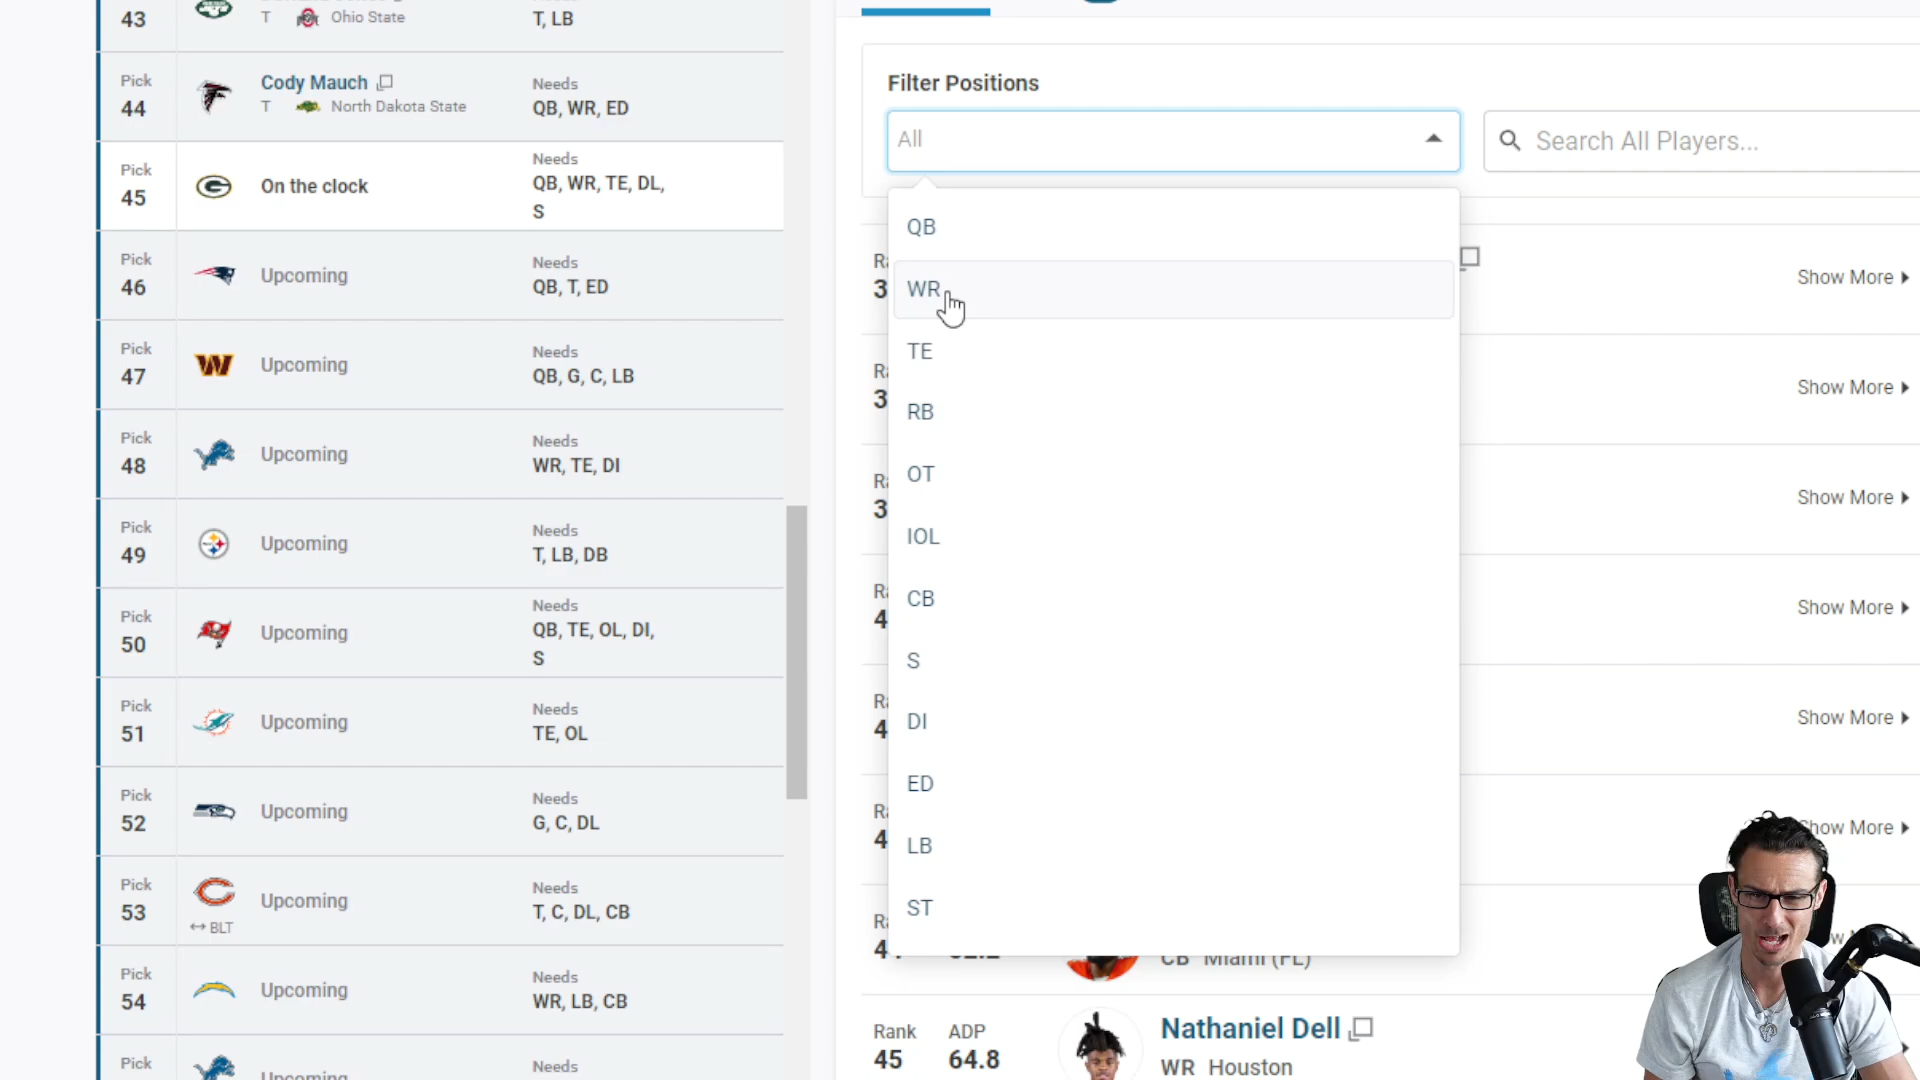 43
T Ohio State
T, LB
Pick
44
Cody Mauch
T North Dakota State
Needs
QB, WR, ED
Pick
45
On the clock
Needs
QB, WR, TE, DL,
S
Pick
46
Upcoming
Needs
QB, T, ED
Pick
47
Upcoming
Needs
QB, G, C, LB
Pick
48
Upcoming
Needs
WR, TE, DI
Pick
49
Upcoming
Needs
T, LB, DB
Pick
50
Upcoming
Needs
QB, TE, OL, DI,
S
Pick
51
Upcoming
Needs
TE, OL
Pick
52
Upcoming
Needs
G, C, DL
Pick
53
BLT
Upcoming
Needs
T, C, DL, CB
Pick
54
Upcoming
Needs
WR, LB, CB
Pick
Upcoming
Needs
Filter Positions
All
Search All Players...
QB
WR
TE
RB
OT
IOL
CB
S
DI
ED
LB
ST
Show More
Show More
Show More
Show More
Show More
Show More
CB Miami (FL)
Rank
45
ADP
64.8
Nathaniel Dell
WR Houston